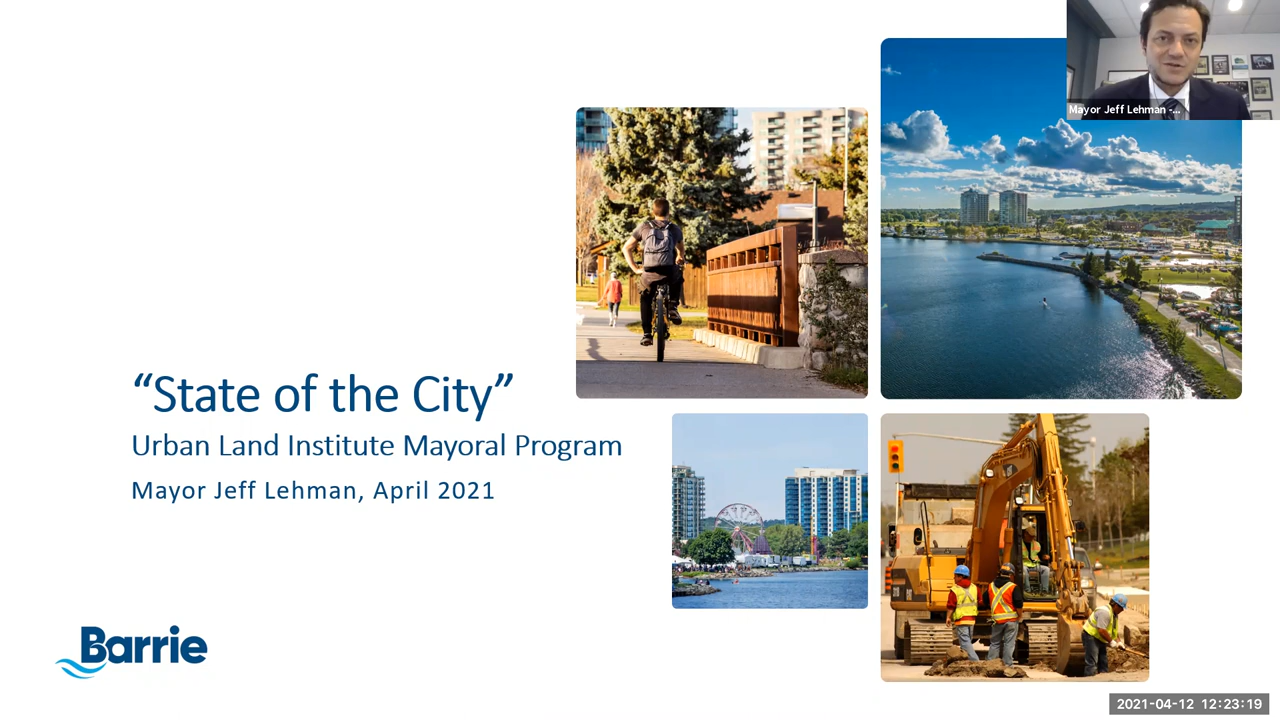 Mayor Jeff Lehman -...
“State of the City”
Urban Land Institute Mayoral Program
Mayor Jeff Lehman, April 2021
Barrie
2021-04-12 12:23:19